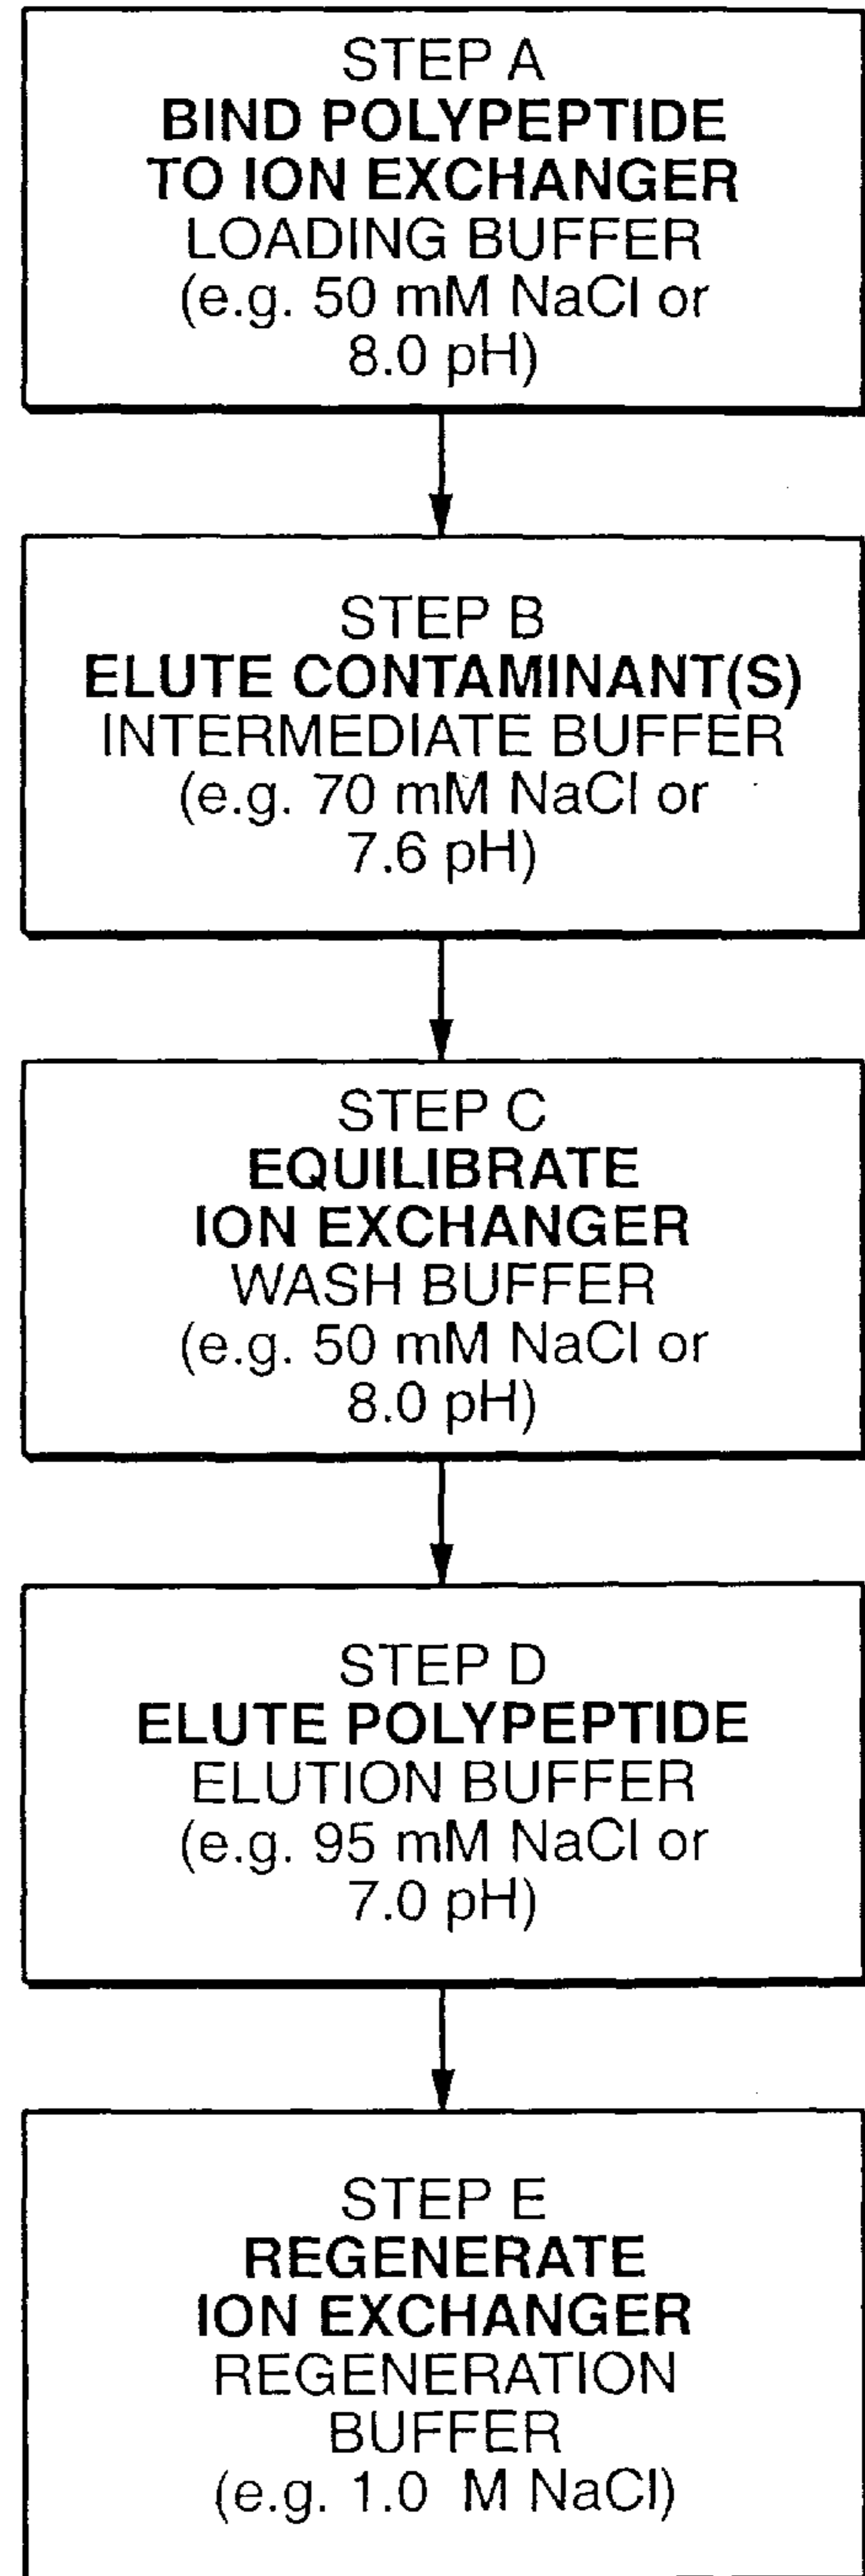 STEP A
BIND POLYPEPTIDE
TO ION EXCHANGER
LOADING BUFFER
(e.g. 50 mM NaCl or
8.0 pH)
STEP B
ELUTE CONTAMINANT(S)
INTERMEDIATE BUFFER
(e.g. 70 mM NaCl or
7.6 pH)
STEP C
EQUILIBRATE
ION EXCHANGER
WASH BUFFER
(e.g. 50 mM NaCl or
8.0 pH)
STEP D
ELUTE POLYPEPTIDE
ELUTION BUFFER
(e.g. 95 mM NaCl or
7.0 pH)
STEP E
REGENERATE
ION EXCHANGER
REGENERATION
BUFFER
(e.g. 1.0 M NaCl)